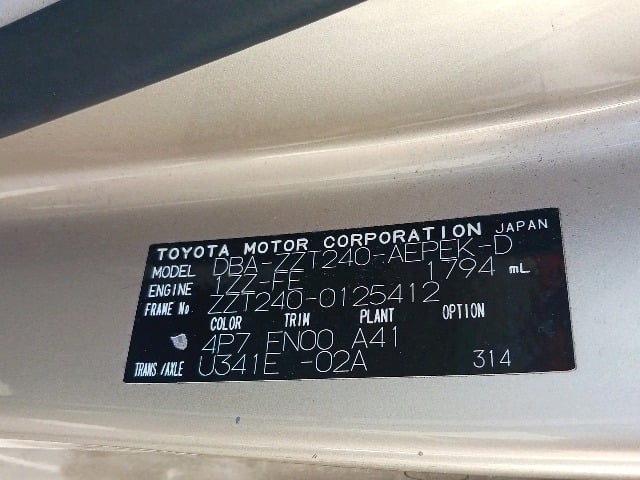 TOYOTA MOTOR CORPORATION JAPAN
MODEL DBA-ZZT240-AEPEK-D
ENGINE 1ZZ-FE 1794 mL
FRAME No. ZZT240-0125412
COLOR TRIM PLANT OPTION
4P7 FN00 A41
TRANS/AXLE U341E -02A 314